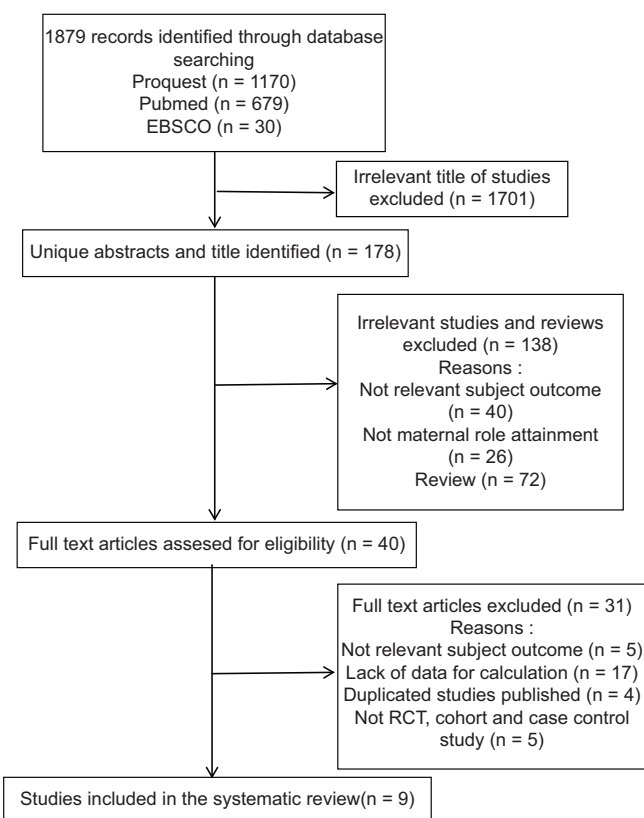 1879 records identified through database
searching
Proquest (n = 1170)
Pubmed (n = 679)
EBSCO (n = 30)
Irrelevant title of studies
excluded (n = 1701)
Unique abstracts and title identified (n = 178)
Irrelevant studies and reviews
excluded (n = 138)
Reasons :
Not relevant subject outcome
(n = 40)
Not maternal role attainment
(n = 26)
Review (n = 72)
Full text articles assesed for eligibility (n = 40)
Full text articles excluded (n = 31)
Reasons :
Not relevant subject outcome (n = 5)
Lack of data for calculation (n = 17)
Duplicated studies published (n = 4)
Not RCT, cohort and case control
study (n = 5)
Studies included in the systematic review(n = 9)